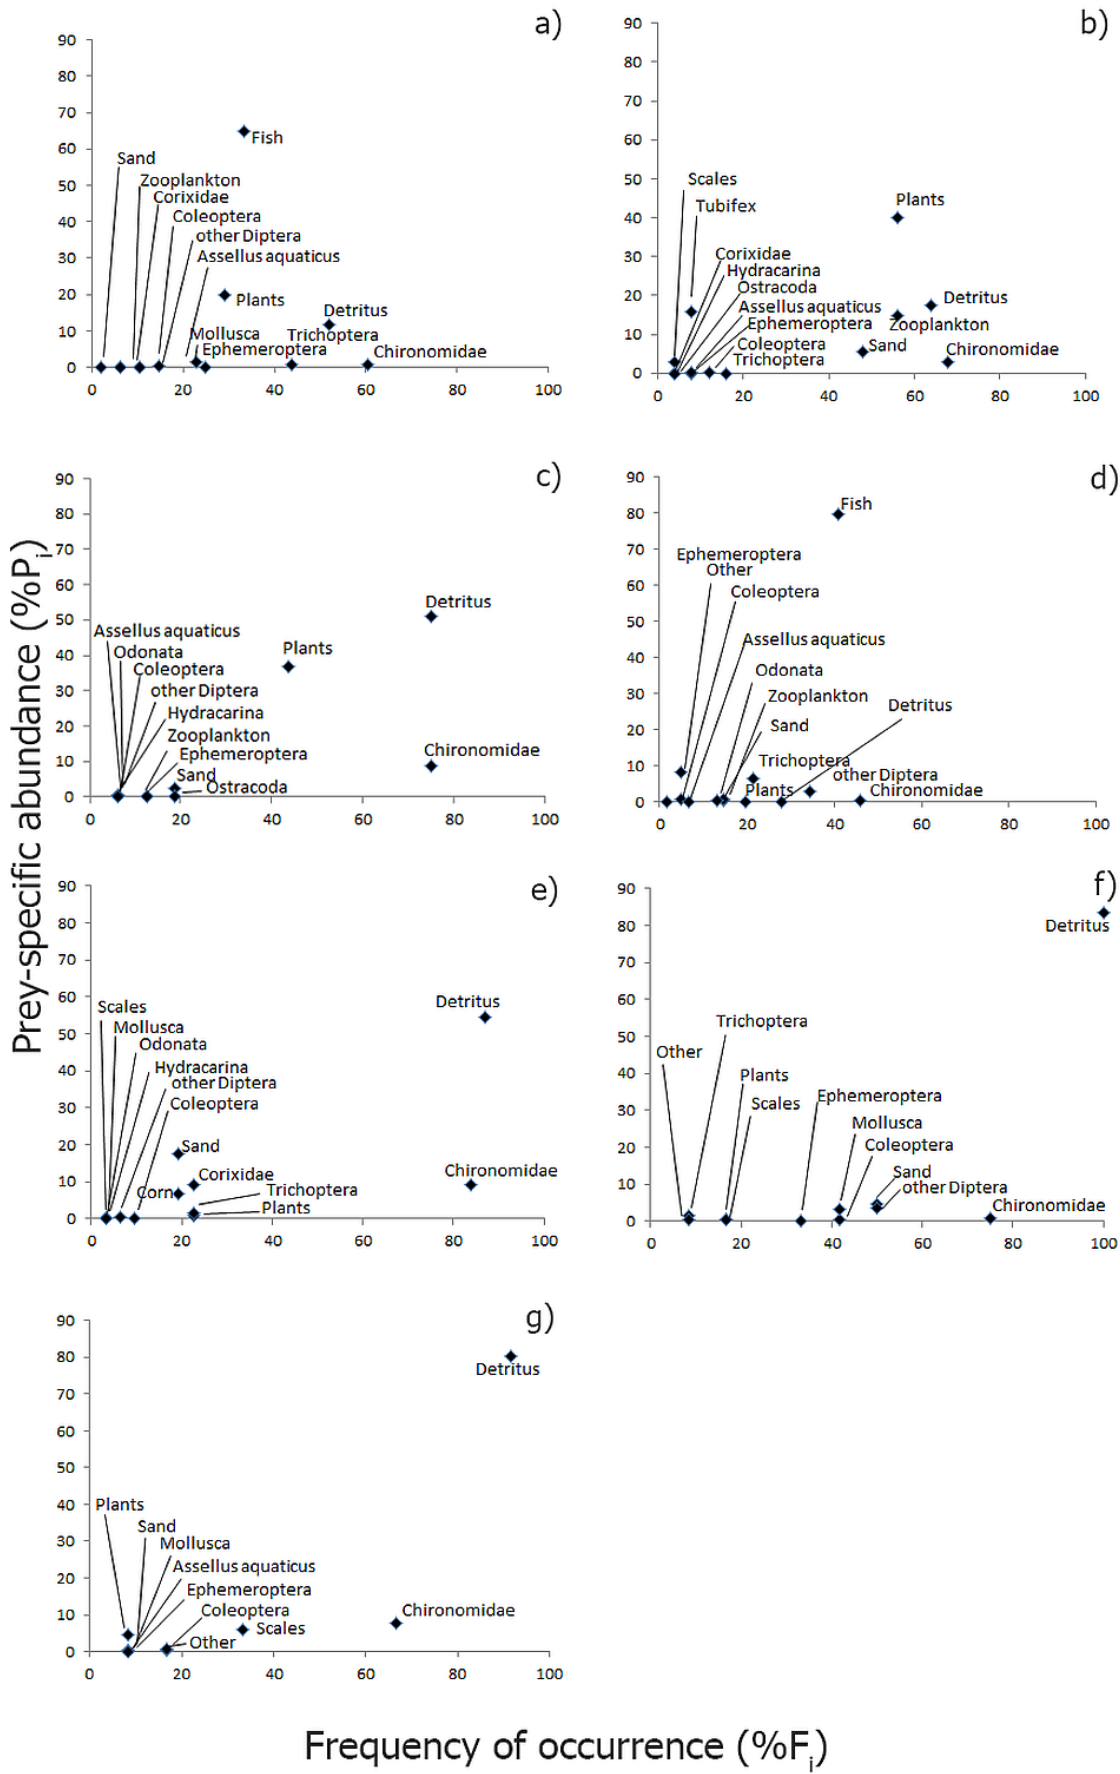 a)
90
80
70
60
50
40
30
20
10
0
0 20 40 60 80 100
Fish
Sand
Zooplankton
Corixidae
Coleoptera
other Diptera
Assellus aquaticus
Plants
Detritus
Mollusca Trichoptera
Ephemeroptera Chironomidae
b)
90
80
70
60
50
40
30
20
10
0
0 20 40 60 80 100
Scales
Tubifex
Plants
Corixidae
Hydracarina
Ostracoda
Assellus aquaticus Detritus
Ephemeroptera Zooplankton
Coleoptera Sand Chironomidae
Trichoptera
c)
90
80
70
60
50
40
30
20
10
0
0 20 40 60 80 100
Detritus
Assellus aquaticus
Odonata Plants
Coleoptera
other Diptera
Hydracarina
Zooplankton
Ephemeroptera Chironomidae
Sand
Ostracoda
d)
90
80
70
60
50
40
30
20
10
0
0 20 40 60 80 100
Fish
Ephemeroptera
Other
Coleoptera
Assellus aquaticus
Odonata
Zooplankton
Detritus
Sand
Trichoptera
other Diptera
Plants Chironomidae
e)
90
80
70
60
50
40
30
20
10
0
0 20 40 60 80 100
Scales Detritus
Mollusca
Odonata
Hydracarina
other Diptera
Coleoptera
Sand
Corixidae Chironomidae
Corn Trichoptera
Plants
f)
90
80
70
60
50
40
30
20
10
0
0 20 40 60 80 100
Detritus
Trichoptera
Other
Plants
Scales Ephemeroptera
Mollusca
Coleoptera
Sand
other Diptera
Chironomidae
g)
90
80
70
60
50
40
30
20
10
0
0 20 40 60 80 100
Detritus
Plants
Sand
Mollusca
Assellus aquaticus
Ephemeroptera
Coleoptera Chironomidae
Scales
Other
Prey-specific abundance (%Pi)
Frequency of occurrence (%Fi)